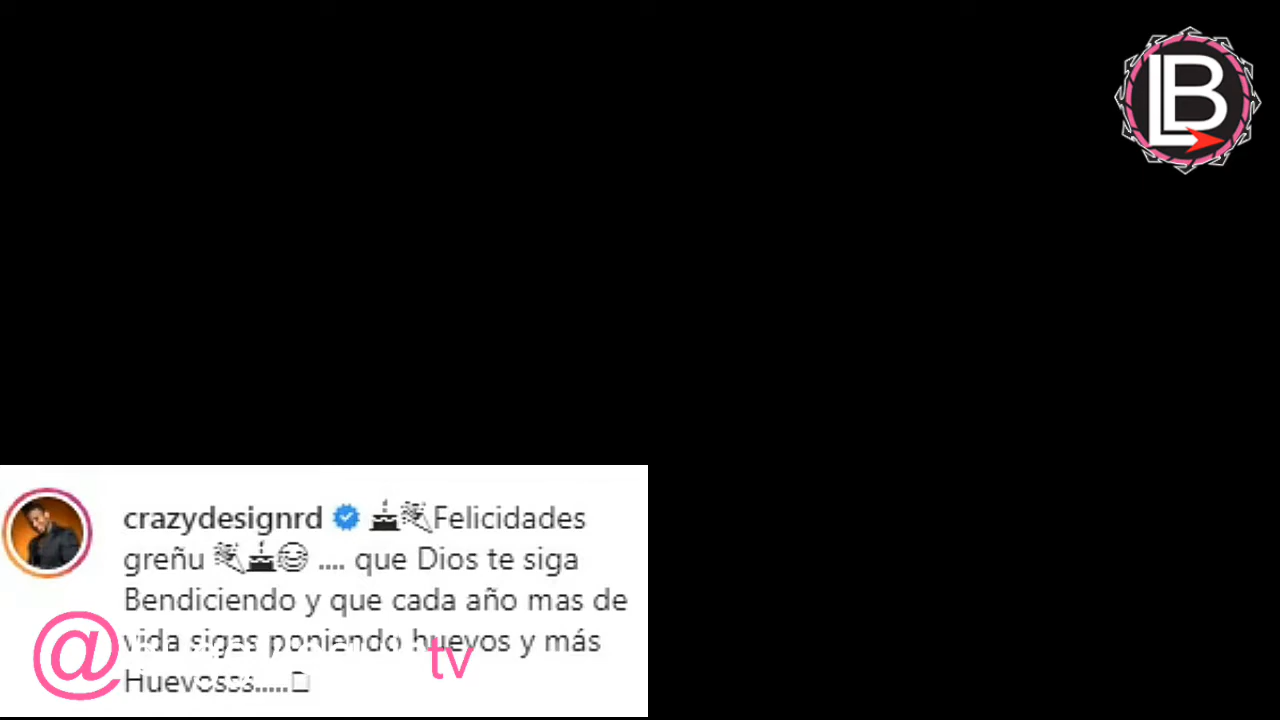 LB
crazydesignrd 🎂🎉Felicidades
greñu 🎉🎂😂 .... que Dios te siga
Bendiciendo y que cada año mas de
vida sigas poniendo huevos y más
Huevosss.....
@ tv